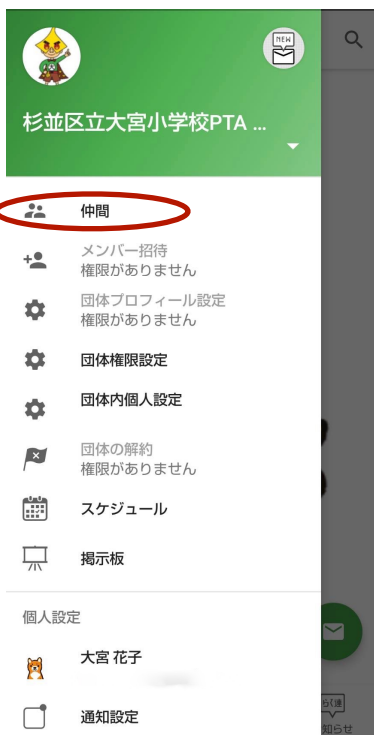 NEW
杉並区立大宮小学校PTA ...
仲間
メンバー招待
権限がありません
団体プロフィール設定
権限がありません
団体権限設定
団体内個人設定
団体の解約
権限がありません
スケジュール
掲示板
個人設定
大宮 花子
通知設定
らく連
知らせ